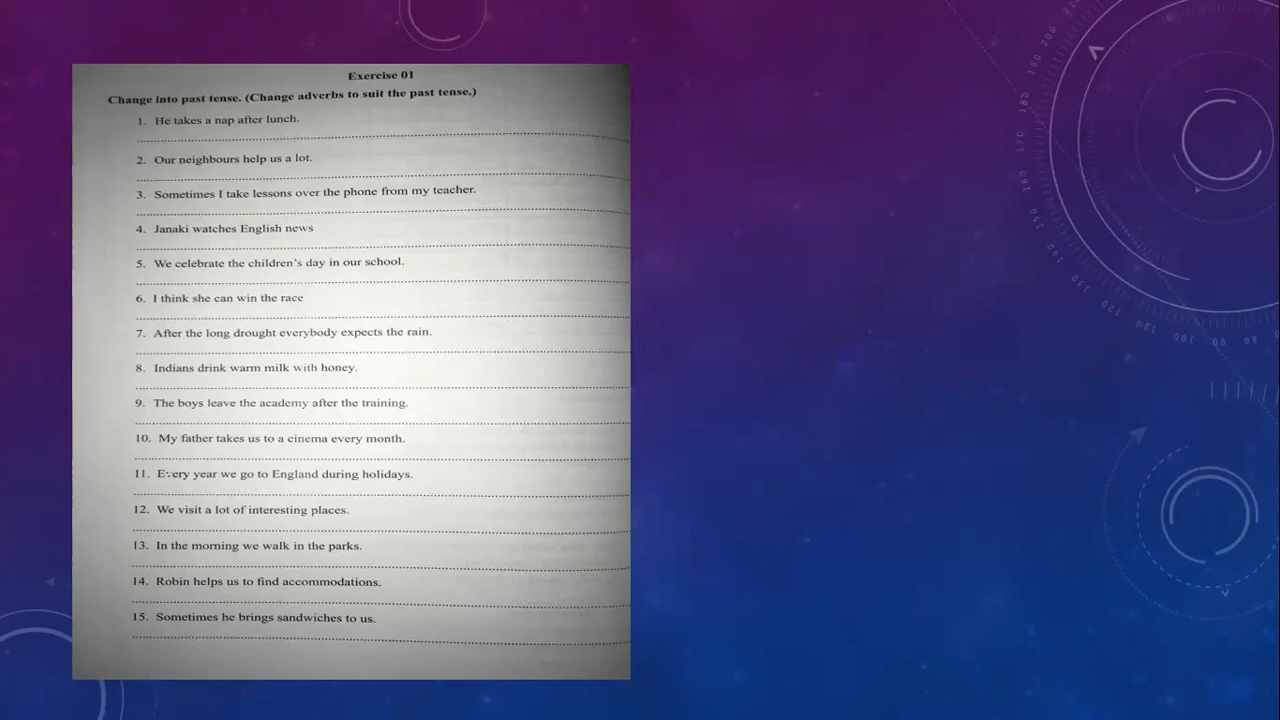 Exercise 01
Change into past tense. (Change adverbs to suit the past tense.)
1. He takes a nap after lunch.
2. Our neighbours help us a lot.
3. Sometimes I take lessons over the phone from my teacher.
4. Janaki watches English news
5. We celebrate the children's day in our school.
6. I think she can win the race
7. After the long drought everybody expects the rain.
8. Indians drink warm milk with honey.
9. The boys leave the academy after the training.
10. My father takes us to a cinema every month.
11. Every year we go to England during holidays.
12. We visit a lot of interesting places.
13. In the morning we walk in the parks.
14. Robin helps us to find accommodations.
15. Sometimes he brings sandwiches to us.